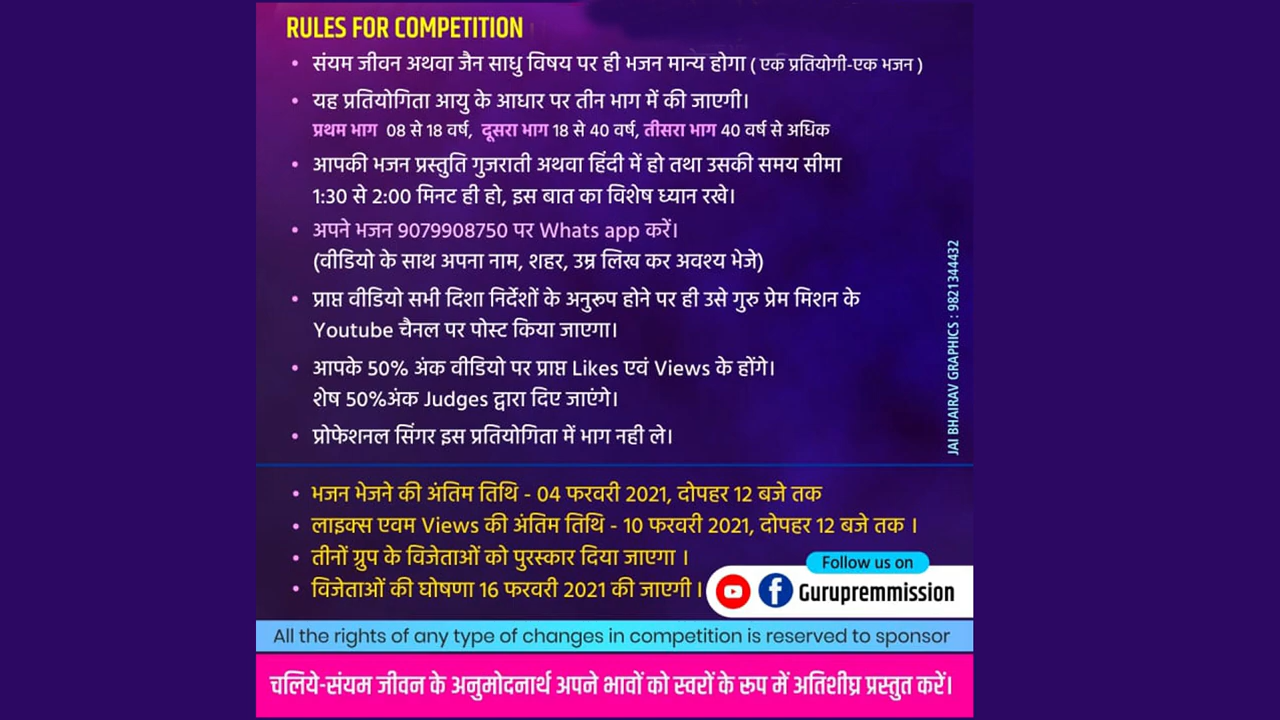 RULES FOR COMPETITION
• संयम जीवन अथवा जैन साधु विषय पर ही भजन मान्य होगा ( एक प्रतियोगी-एक भजन )
• यह प्रतियोगिता आयु के आधार पर तीन भाग में की जाएगी।
प्रथम भाग 08 से 18 वर्ष, दूसरा भाग 18 से 40 वर्ष, तीसरा भाग 40 वर्ष से अधिक
• आपकी भजन प्रस्तुति गुजराती अथवा हिंदी में हो तथा उसकी समय सीमा
1:30 से 2:00 मिनट ही हो, इस बात का विशेष ध्यान रखे।
• अपने भजन 9079908750 पर Whats app करें।
(वीडियो के साथ अपना नाम, शहर, उम्र लिख कर अवश्य भेजे)
• प्राप्त वीडियो सभी दिशा निर्देशों के अनुरूप होने पर ही उसे गुरु प्रेम मिशन के
Youtube चैनल पर पोस्ट किया जाएगा।
• आपके 50% अंक वीडियो पर प्राप्त Likes एवं Views के होंगे।
शेष 50%अंक Judges द्वारा दिए जाएंगे।
• प्रोफेशनल सिंगर इस प्रतियोगिता में भाग नही ले।
JAI BHAIRAV GRAPHICS : 9821344432
• भजन भेजने की अंतिम तिथि - 04 फरवरी 2021, दोपहर 12 बजे तक
• लाइक्स एवम Views की अंतिम तिथि - 10 फरवरी 2021, दोपहर 12 बजे तक ।
• तीनों ग्रुप के विजेताओं को पुरस्कार दिया जाएगा ।
• विजेताओं की घोषणा 16 फरवरी 2021 की जाएगी ।
Follow us on
Gurupremmission
All the rights of any type of changes in competition is reserved to sponsor
चलिये-संयम जीवन के अनुमोदनार्थ अपने भावों को स्वरों के रूप में अतिशीघ्र प्रस्तुत करें।